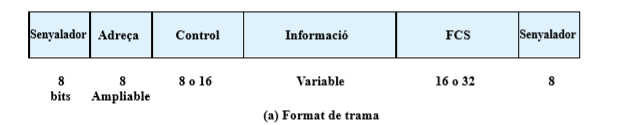 Senyalador Adreça Control Informació FCS Senyalador
8 8 8 o 16 Variable 16 o 32 8
bits Ampliable
(a) Format de trama